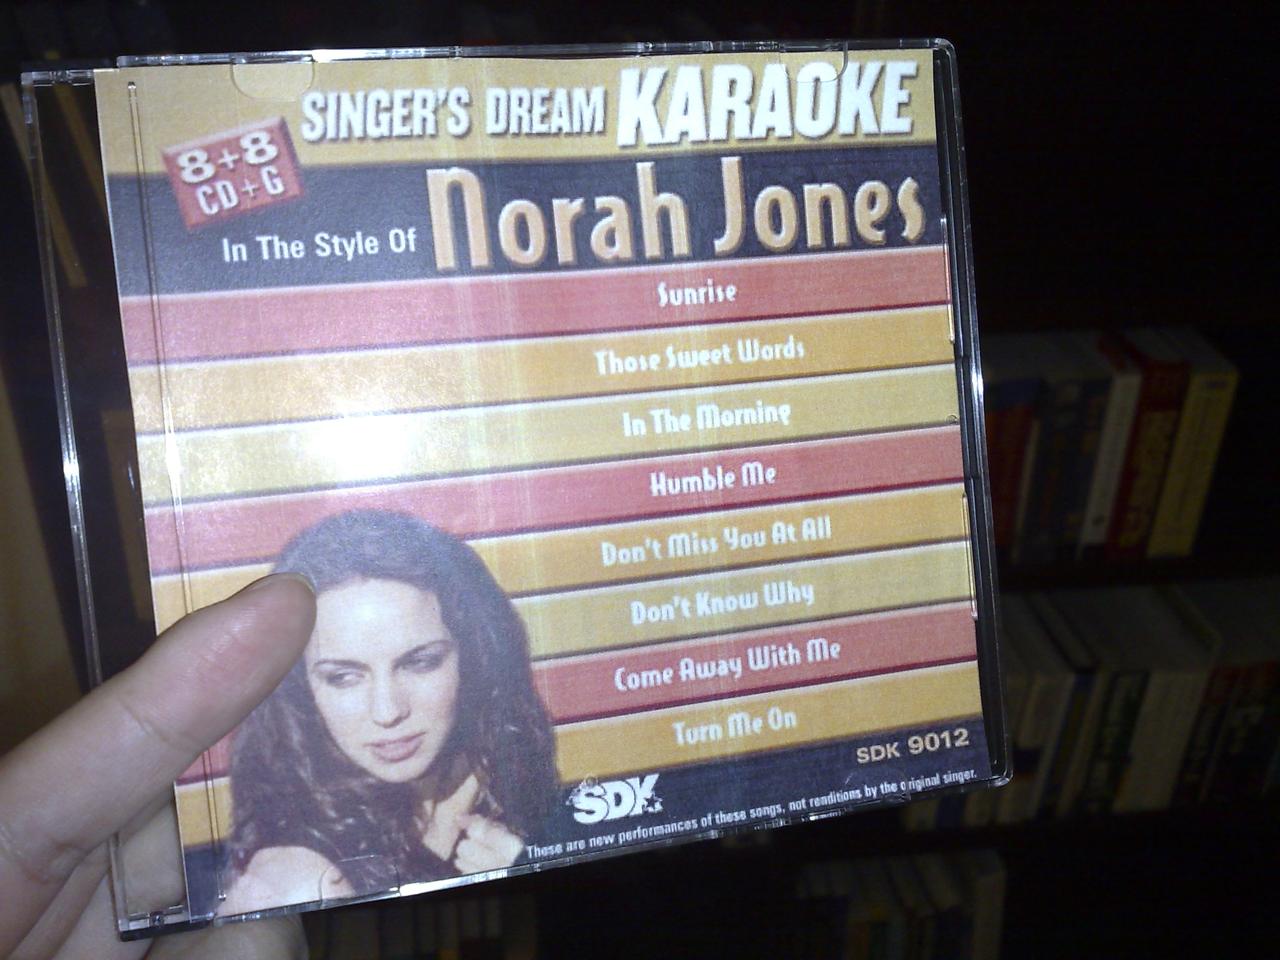 SINGER'S DREAM KARAOKE
8+8
CD+G
In The Style Of Norah Jones
Sunrise
Those Sweet Words
In The Morning
Humble Me
Don't Miss You At All
Don't Know Why
Come Away With Me
Turn Me On
SDK 9012
SDK
These are new performances of these songs, not renditions by the original singer.